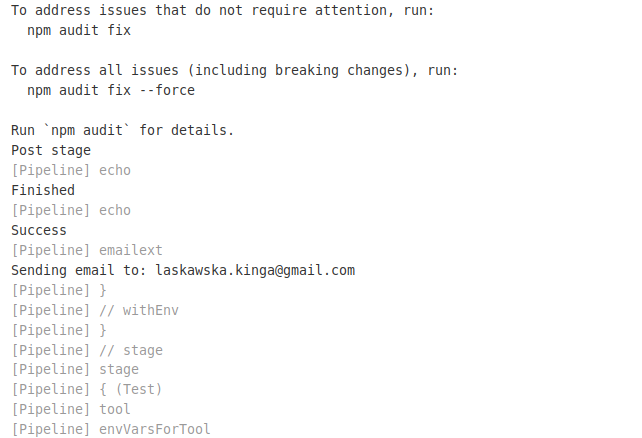 To address issues that do not require attention, run:
  npm audit fix

To address all issues (including breaking changes), run:
  npm audit fix --force

Run `npm audit` for details.
Post stage
[Pipeline] echo
Finished
[Pipeline] echo
Success
[Pipeline] emailext
Sending email to: laskawska.kinga@gmail.com
[Pipeline] }
[Pipeline] // withEnv
[Pipeline] }
[Pipeline] // stage
[Pipeline] stage
[Pipeline] { (Test)
[Pipeline] tool
[Pipeline] envVarsForTool